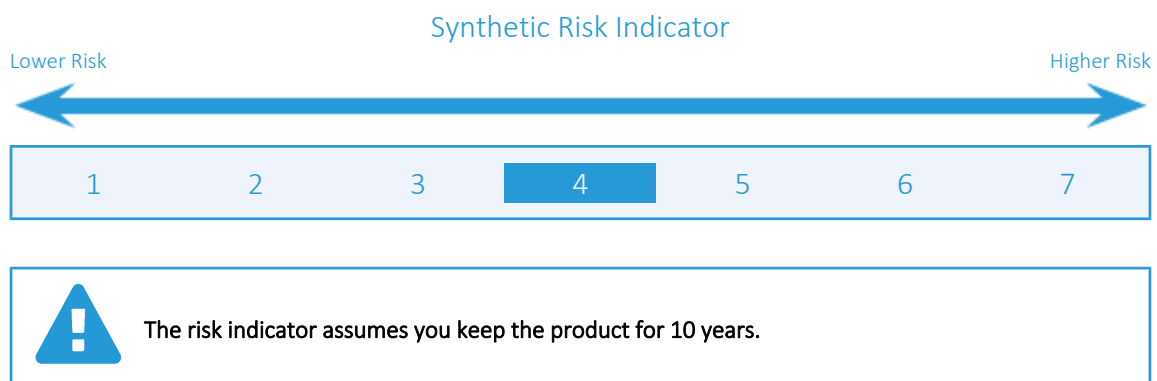 Synthetic Risk Indicator
Lower Risk Higher Risk
1 2 3 4 5 6 7
The risk indicator assumes you keep the product for 10 years.